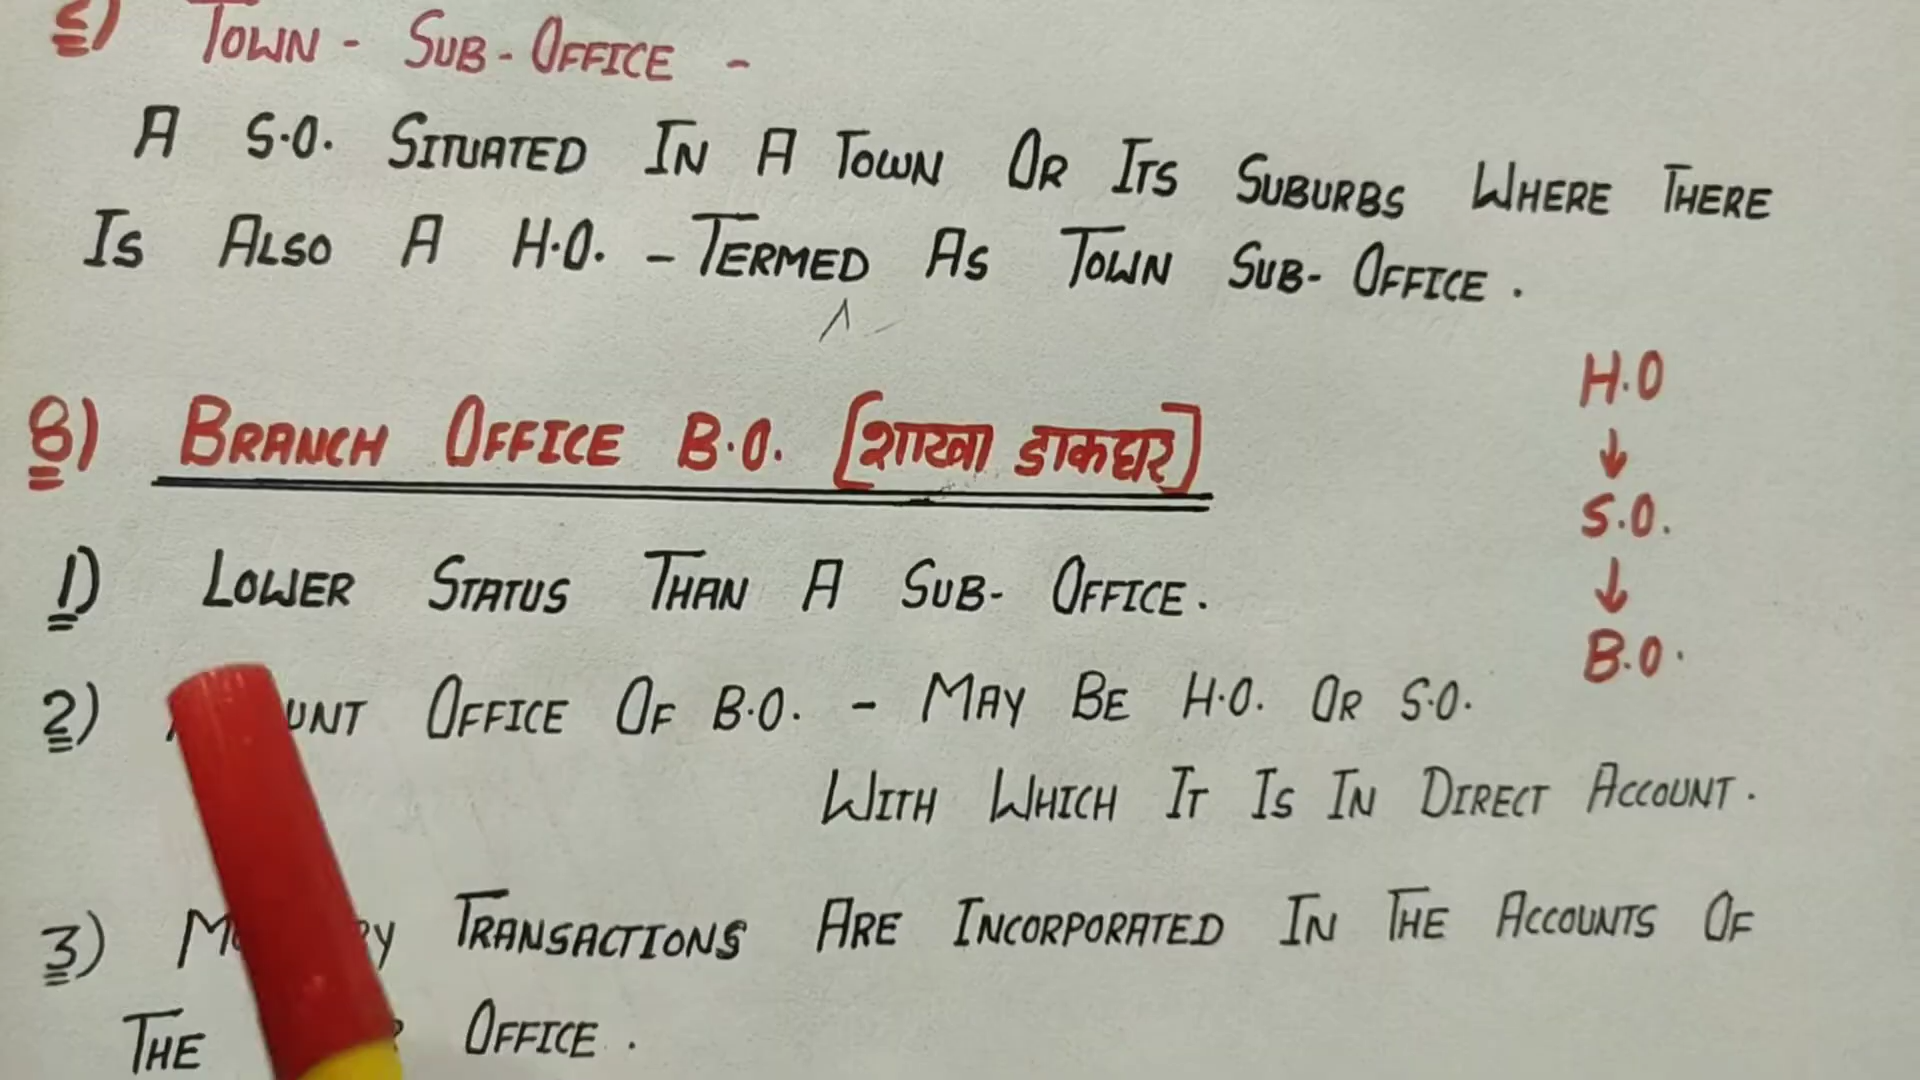 TOWN - SUB-OFFICE -
A S.O. SITUATED IN A TOWN OR ITS SUBURBS WHERE THERE
IS ALSO A H.O. - TERMED AS TOWN SUB- OFFICE.
8) BRANCH OFFICE B.O. [शाखा डाकघर]
1) LOWER STATUS THAN A SUB- OFFICE.
2) OFFICE OF B.O. - MAY BE H.O. OR S.O.
WITH WHICH IT IS IN DIRECT ACCOUNT.
3) TRANSACTIONS ARE INCORPORATED IN THE ACCOUNTS OF
THE OFFICE.
H.O
↓
S.O.
↓
B.O.